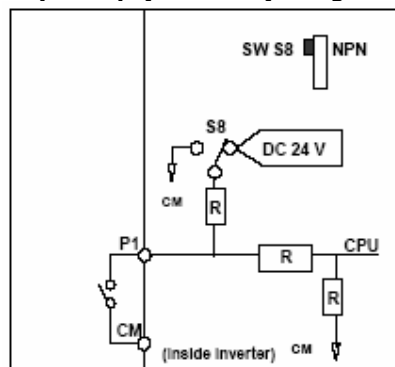 SW S8 NPN
S8
DC 24 V
CM
R
P1
R
CPU
R
CM
(Inside Inverter)
CM